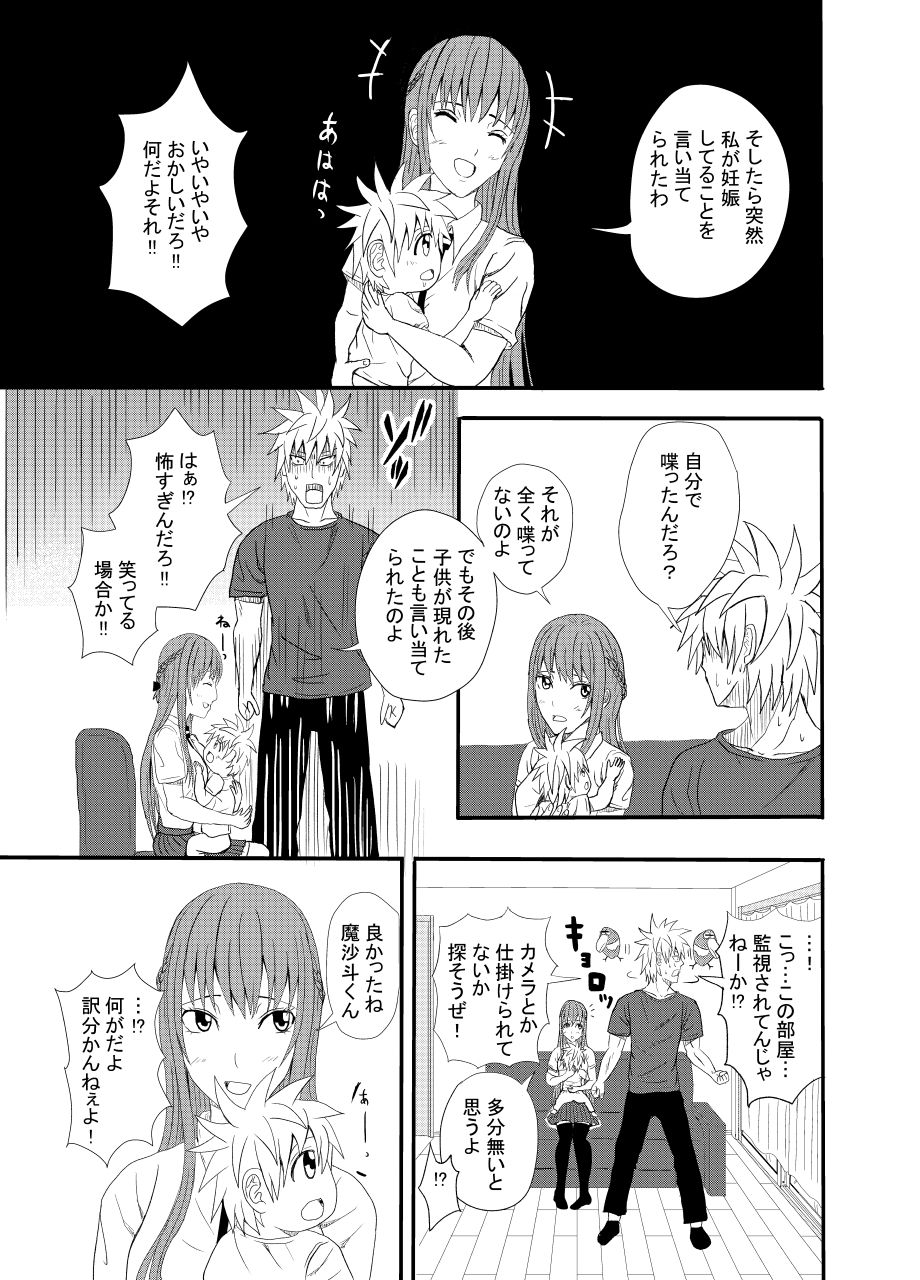 そしたら突然
私が妊娠
してることを
言い当て
られたわ
あははっ
いやいやいや
おかしいだろ!!
何だよそれ!!
自分で
喋ったんだろ?
それが
全く喋って
ないのよ
でもその後
子供が現れた
ことも言い当て
られたのよ
はぁ!?
怖すぎんだろ!!
笑ってる
場合か!!
ねーっ
…!
こっ…この部屋…
監視されてんじゃ
ねーか!?
キョロロッ
カメラとか
仕掛けられて
ないか
探そうぜ!
多分無いと
思うよ
!?
良かったね
魔沙斗くん
ぁーぃ
…!?
何がだよ
訳分かんねぇよ!